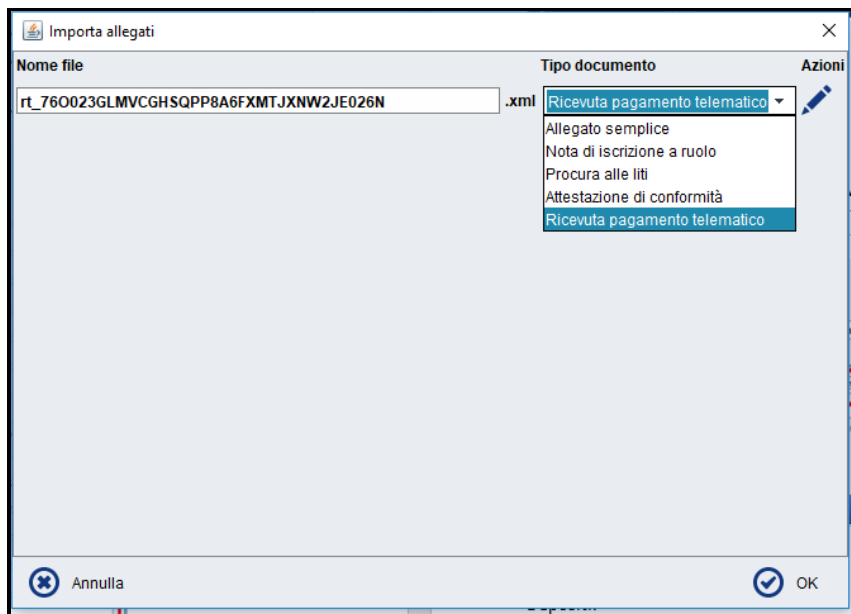 Importa allegati
Nome file Tipo documento Azioni
rt_76O023GLMVCGHSQPP8A6FXMTJXNW2JE026N .xml Ricevuta pagamento telematico
Allegato semplice
Nota di iscrizione a ruolo
Procura alle liti
Attestazione di conformità
Ricevuta pagamento telematico
Annulla OK